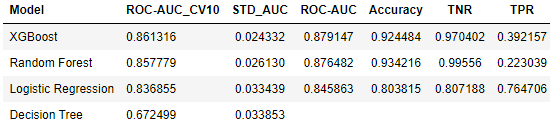 Model ROC-AUC_CV10 STD_AUC ROC-AUC Accuracy TNR TPR
XGBoost 0.861316 0.024332 0.879147 0.924484 0.970402 0.392157
Random Forest 0.857779 0.026130 0.876482 0.934216 0.99556 0.223039
Logistic Regression 0.836855 0.033439 0.845863 0.803815 0.807188 0.764706
Decision Tree 0.672499 0.033853